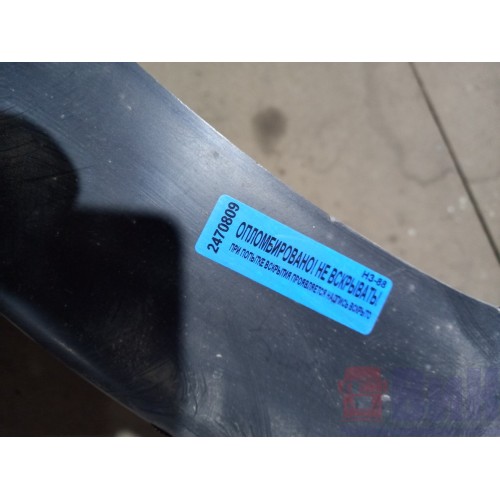 НЗ-88
2470809
ОПЛОМБИРОВАНО! НЕ ВСКРЫВАТЬ!
ПРИ ПОПЫТКЕ ВСКРЫТИЯ ПРОЯВЛЯЕТСЯ НАДПИСЬ ВСКРЫТО